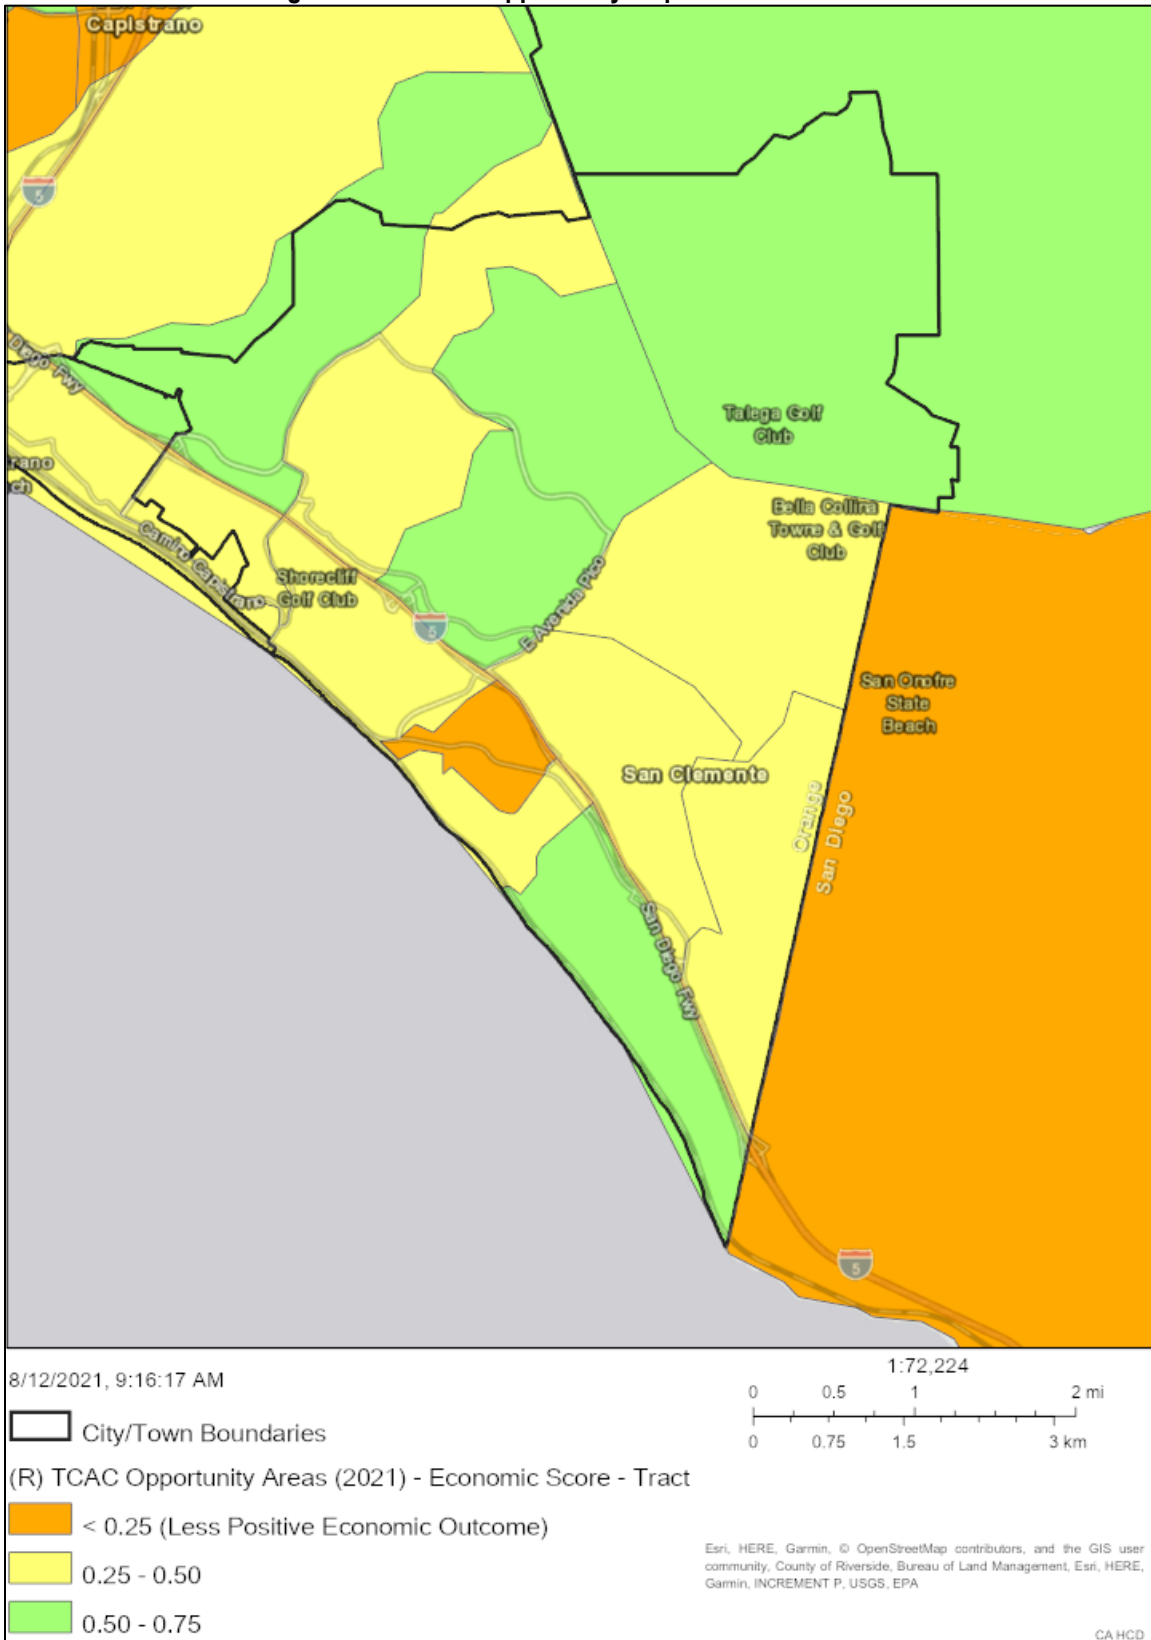 Capistrano
5
Diego Fwy
Talega Golf
Club
rano
ch
Bella Collina
Towne & Golf
Club
Camino Capistrano
Shorecliff
Golf Club
E Avenida Pico
5
San Onofre
State
Beach
San Clemente
Orange
San Diego
San Diego Fwy
5
8/12/2021, 9:16:17 AM
1:72,224
0 0.5 1 2 mi
0 0.75 1.5 3 km
City/Town Boundaries
(R) TCAC Opportunity Areas (2021) - Economic Score - Tract
< 0.25 (Less Positive Economic Outcome)
0.25 - 0.50
0.50 - 0.75
Esri, HERE, Garmin, © OpenStreetMap contributors, and the GIS user
community, County of Riverside, Bureau of Land Management, Esri, HERE,
Garmin, INCREMENT P, USGS, EPA
CA HCD